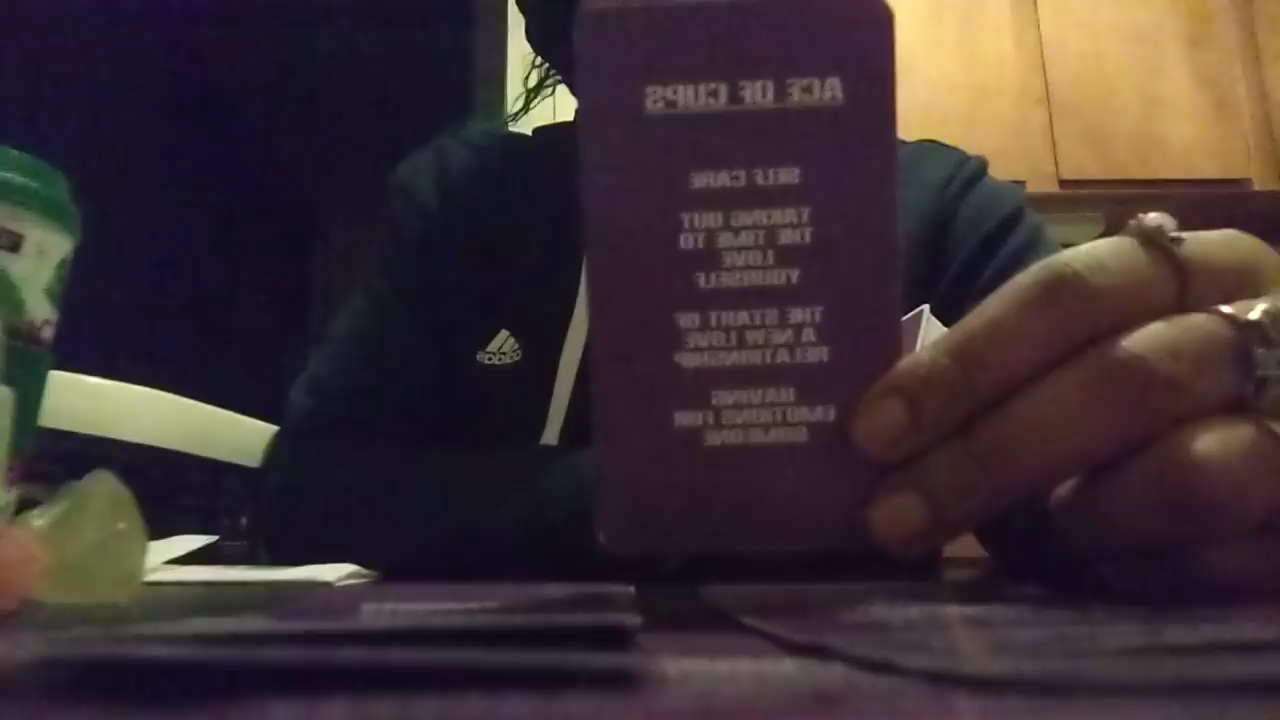 ACE OF CUPS
SELF CARE
TAKING OUT
THE TIME TO
LOVE
YOURSELF
THE START OF
A NEW LOVE
RELATIONSHIP
HAVING
EMOTIONS FOR
SOMEONE
adidas